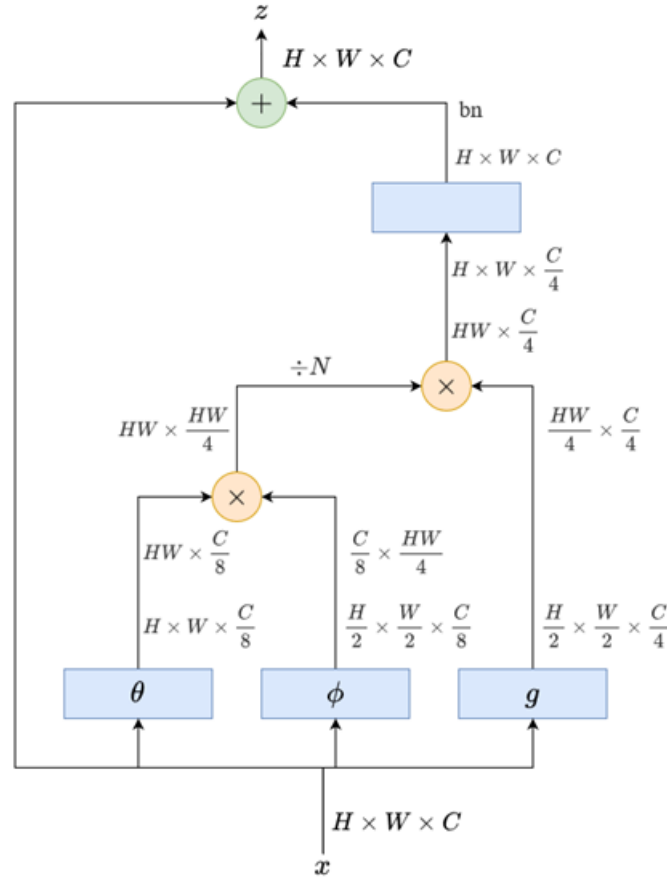 z
H × W × C
+
bn
H × W × C
H × W × C/4
HW × C/4
÷N
×
HW × HW/4
HW/4 × C/4
×
HW × C/8
C/8 × HW/4
H × W × C/8
H/2 × W/2 × C/8
H/2 × W/2 × C/4
θ
ϕ
g
H × W × C
x